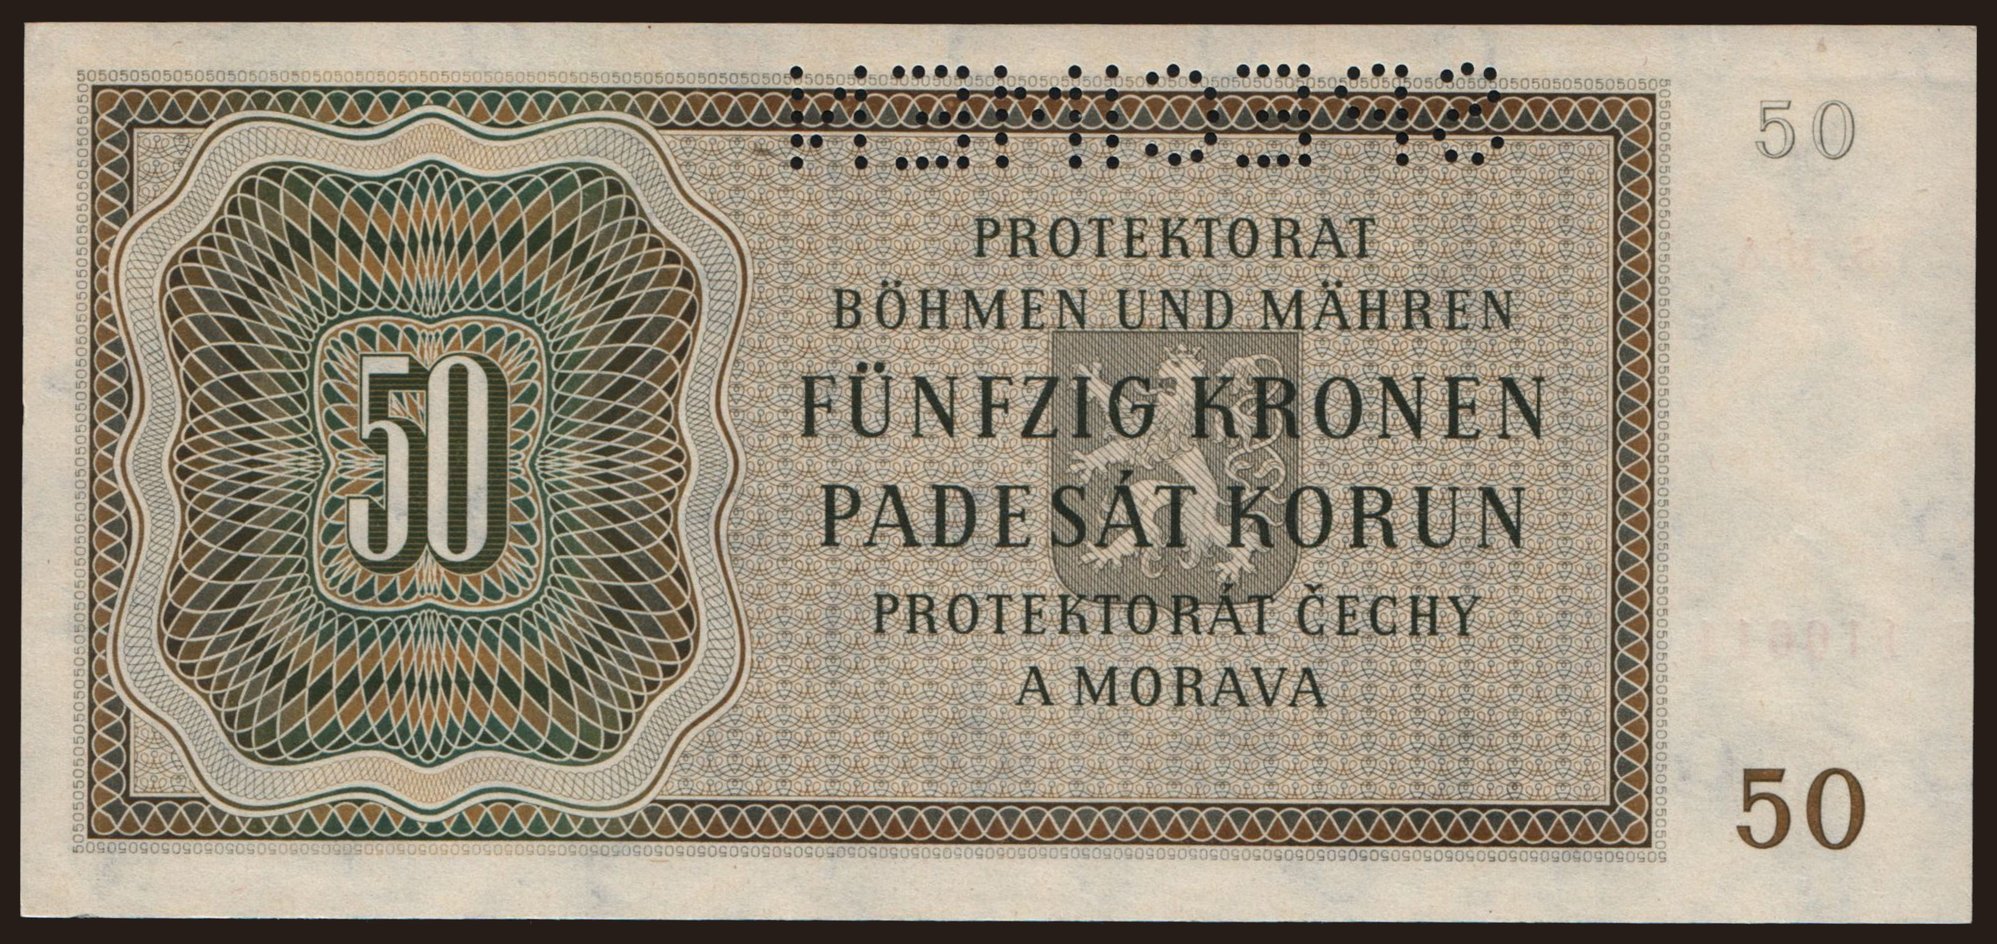 50
PROTEKTORAT
BÖHMEN UND MÄHREN
FÜNFZIG KRONEN
50
PADESÁT KORUN
PROTEKTORÁT ČECHY
A MORAVA
50